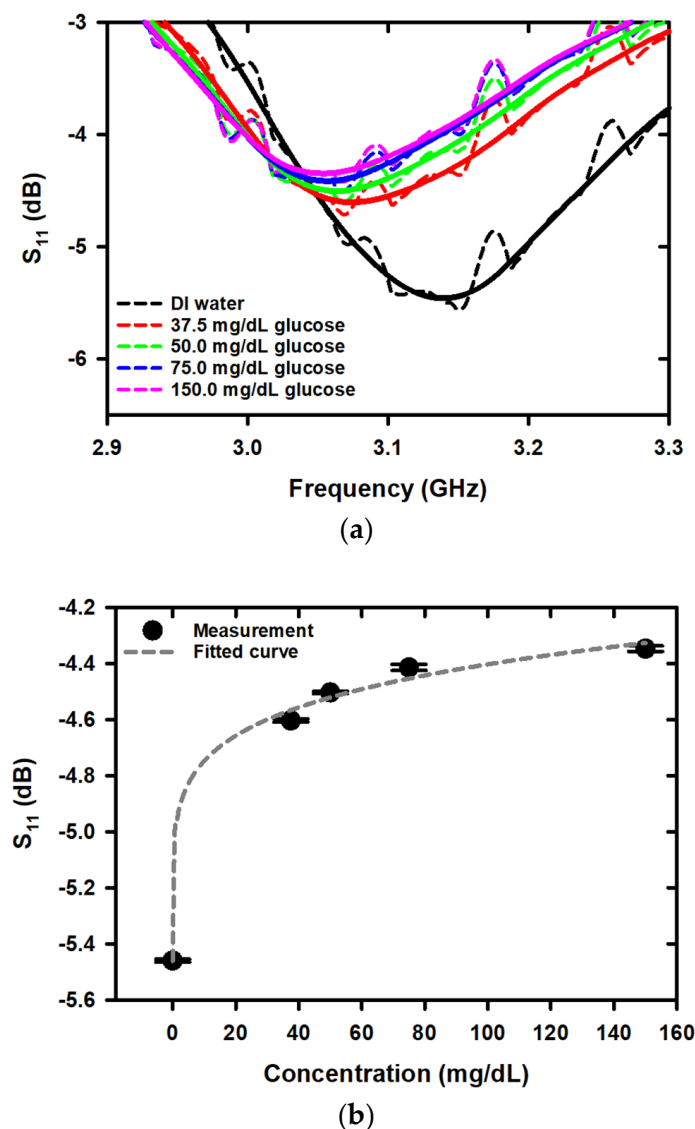 -3
-4
-5
-6
S11 (dB)
DI water
37.5 mg/dL glucose
50.0 mg/dL glucose
75.0 mg/dL glucose
150.0 mg/dL glucose
2.9 3.0 3.1 3.2 3.3
Frequency (GHz)
(a)
-4.2
-4.4
-4.6
-4.8
-5.0
-5.2
-5.4
-5.6
S11 (dB)
Measurement
Fitted curve
0 20 40 60 80 100 120 140 160
Concentration (mg/dL)
(b)